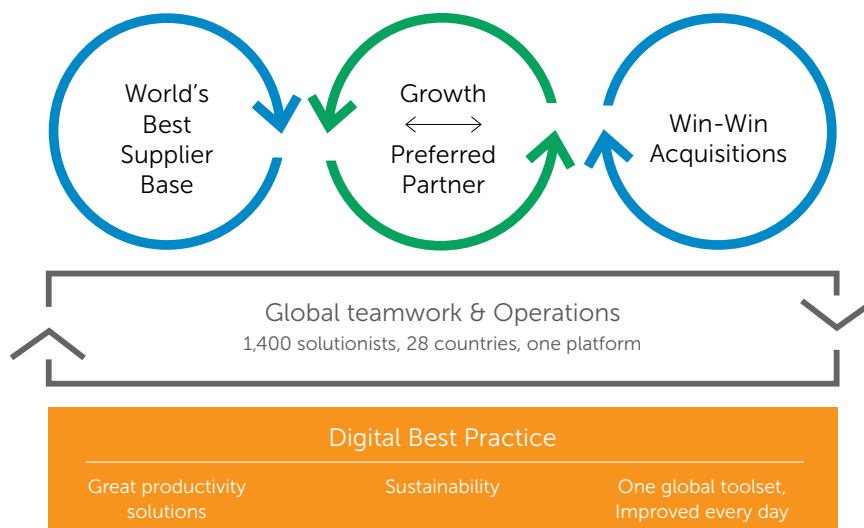 World's
Best
Supplier
Base
Growth
Preferred
Partner
Win-Win
Acquisitions
Global teamwork & Operations
1,400 solutionists, 28 countries, one platform
Digital Best Practice
Great productivity
solutions
Sustainability
One global toolset,
Improved every day